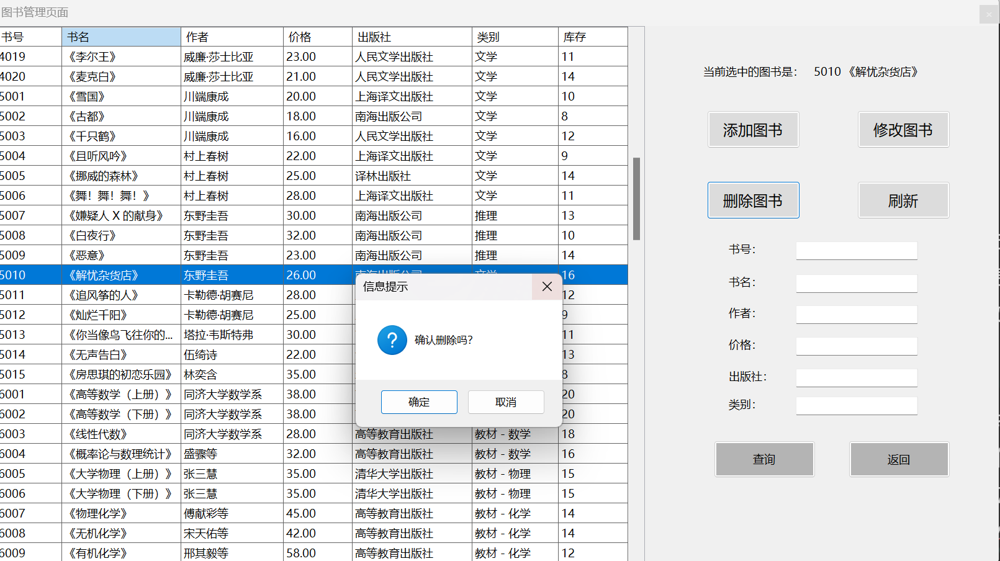 图书管理页面
书号 书名 作者 价格 出版社 类别 库存
4019 《李尔王》 威廉·莎士比亚 23.00 人民文学出版社 文学 11
4020 《麦克白》 威廉·莎士比亚 21.00 人民文学出版社 文学 14
5001 《雪国》 川端康成 20.00 上海译文出版社 文学 10
5002 《古都》 川端康成 18.00 南海出版公司 文学 8
5003 《千只鹤》 川端康成 16.00 人民文学出版社 文学 12
5004 《且听风吟》 村上春树 22.00 上海译文出版社 文学 9
5005 《挪威的森林》 村上春树 25.00 译林出版社 文学 14
5006 《舞！舞！舞！》 村上春树 28.00 上海译文出版社 文学 11
5007 《嫌疑人 X 的献身》 东野圭吾 30.00 南海出版公司 推理 13
5008 《白夜行》 东野圭吾 32.00 南海出版公司 推理 10
5009 《恶意》 东野圭吾 23.00 南海出版公司 推理 14
5010 《解忧杂货店》 东野圭吾 26.00 南海出版公司 文学 16
5011 《追风筝的人》 卡勒德·胡赛尼 28.00 12
5012 《灿烂千阳》 卡勒德·胡赛尼 25.00 9
5013 《你当像鸟飞往你的... 塔拉·韦斯特弗 30.00 11
5014 《无声告白》 伍绮诗 22.00 13
5015 《房思琪的初恋乐园》 林奕含 35.00 8
6001 《高等数学（上册）》 同济大学数学系 38.00 20
6002 《高等数学（下册）》 同济大学数学系 38.00 20
6003 《线性代数》 同济大学数学系 28.00 高等教育出版社 教材 - 数学 18
6004 《概率论与数理统计》 盛骤等 32.00 高等教育出版社 教材 - 数学 16
6005 《大学物理（上册）》 张三慧 35.00 清华大学出版社 教材 - 物理 15
6006 《大学物理（下册）》 张三慧 35.00 清华大学出版社 教材 - 物理 15
6007 《物理化学》 傅献彩等 45.00 高等教育出版社 教材 - 化学 14
6008 《无机化学》 宋天佑等 42.00 高等教育出版社 教材 - 化学 14
6009 《有机化学》 邢其毅等 58.00 高等教育出版社 教材 - 化学 12
信息提示
确认删除吗?
确定 取消
当前选中的图书是： 5010 《解忧杂货店》
添加图书 修改图书
删除图书 刷新
书号：
书名：
作者：
价格：
出版社：
类别：
查询 返回